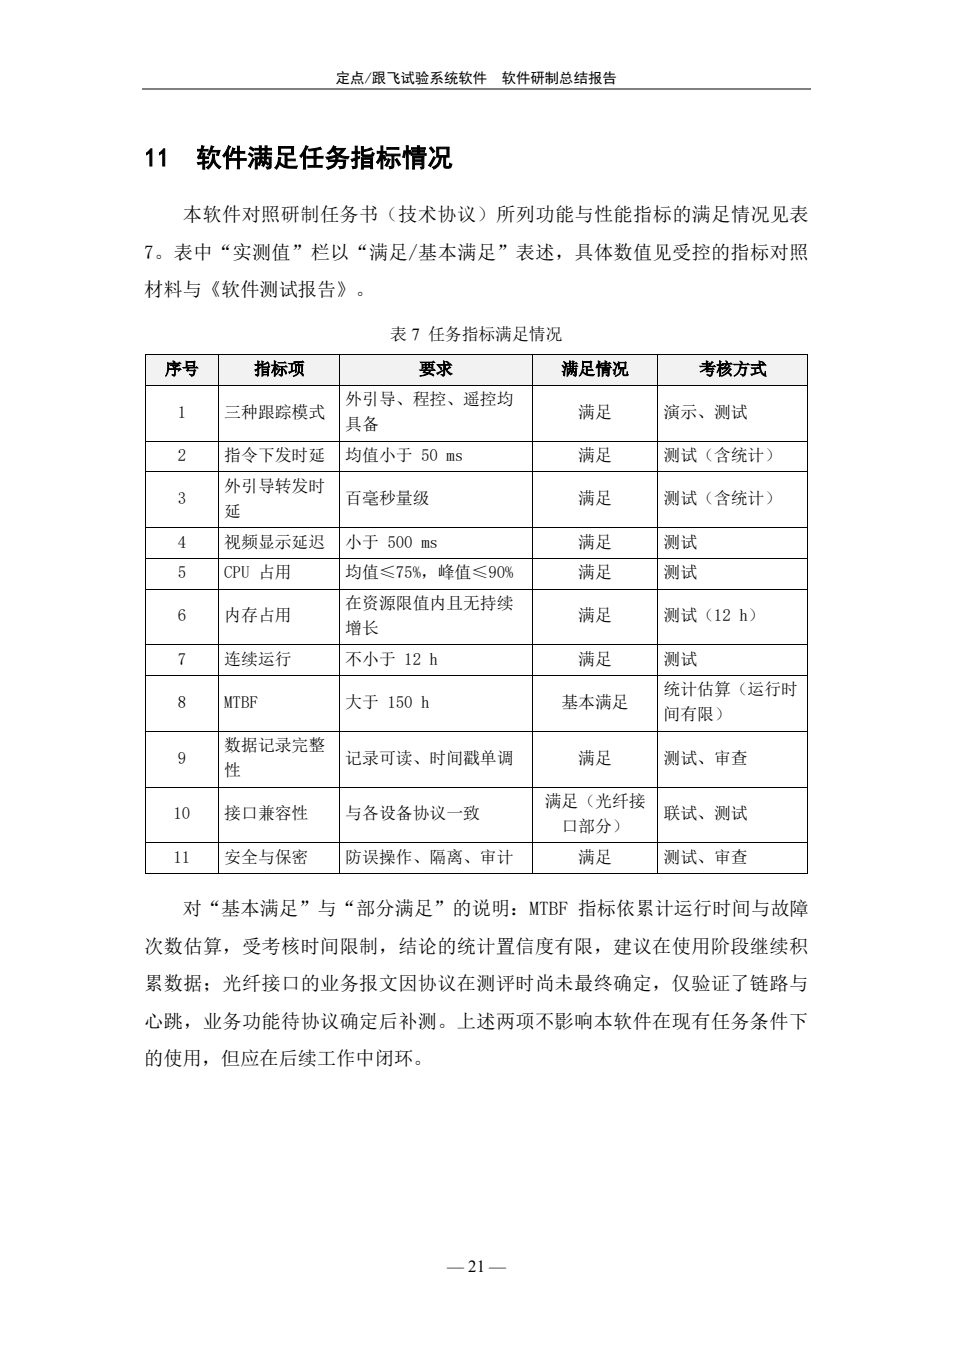 定点/跟飞试验系统软件 软件研制总结报告
11 软件满足任务指标情况
本软件对照研制任务书（技术协议）所列功能与性能指标的满足情况见表
7。表中“实测值”栏以“满足/基本满足”表述，具体数值见受控的指标对照
材料与《软件测试报告》。
表 7 任务指标满足情况
序号 指标项 要求 满足情况 考核方式
1 三种跟踪模式 外引导、程控、遥控均
具备 满足 演示、测试
2 指令下发时延 均值小于 50 ms 满足 测试（含统计）
3 外引导转发时
延 百毫秒量级 满足 测试（含统计）
4 视频显示延迟 小于 500 ms 满足 测试
5 CPU 占用 均值≤75%，峰值≤90% 满足 测试
6 内存占用 在资源限值内且无持续
增长 满足 测试（12 h）
7 连续运行 不小于 12 h 满足 测试
8 MTBF 大于 150 h 基本满足 统计估算（运行时
间有限）
9 数据记录完整
性 记录可读、时间戳单调 满足 测试、审查
10 接口兼容性 与各设备协议一致 满足（光纤接
口部分） 联试、测试
11 安全与保密 防误操作、隔离、审计 满足 测试、审查
对“基本满足”与“部分满足”的说明：MTBF 指标依累计运行时间与故障
次数估算，受考核时间限制，结论的统计置信度有限，建议在使用阶段继续积
累数据；光纤接口的业务报文因协议在测评时尚未最终确定，仅验证了链路与
心跳，业务功能待协议确定后补测。上述两项不影响本软件在现有任务条件下
的使用，但应在后续工作中闭环。
— 21 —